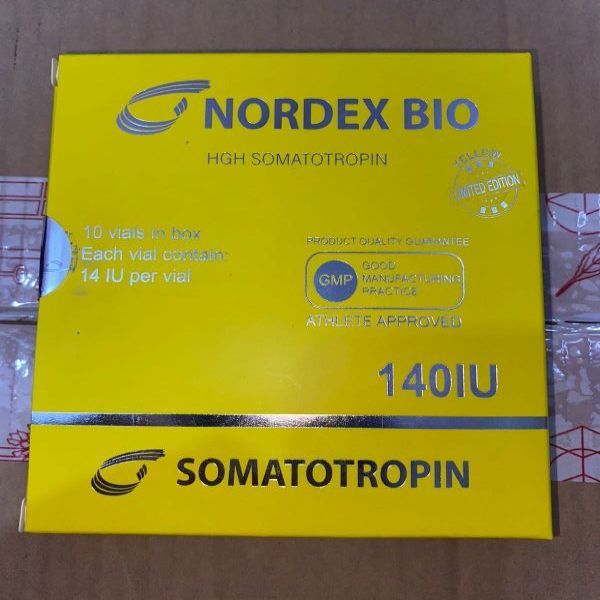 NORDEX BIO
HGH SOMATOTROPIN
YELLOW
LIMITED EDITION
10 vials in box
Each vial contain:
14 IU per vial
PRODUCT QUALITY GUARANTEE
GMP
GOOD
MANUFACTURING
PRACTICE
ATHLETE APPROVED
140IU
SOMATOTROPIN